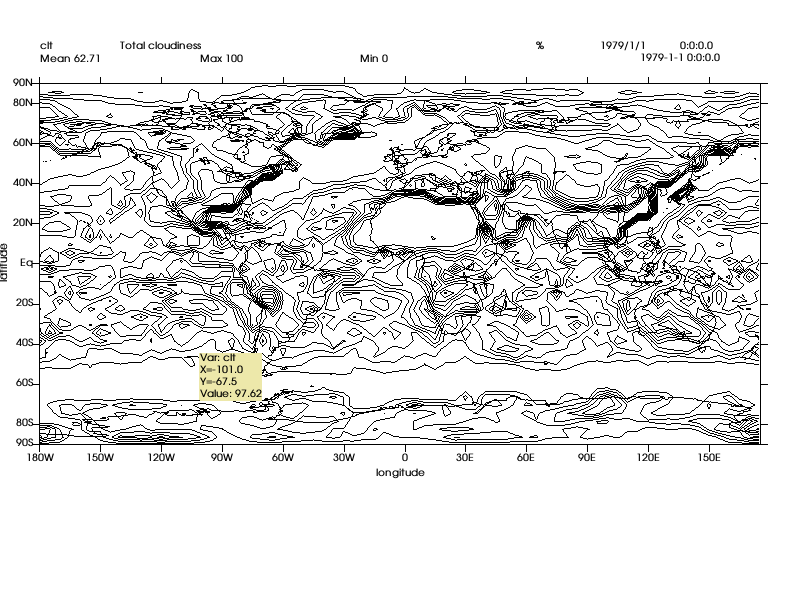 clt Total cloudiness % 1979/1/1 0:0:0.0
Mean 62.71 Max 100 Min 0 1979-1-1 0:0:0.0
90N
80N
60N
40N
20N
Eq
20S
40S
60S
80S
90S
latitude
Var: clt
X=-101.0
Y=-67.5
Value: 97.62
180W 150W 120W 90W 60W 30W 0 30E 60E 90E 120E 150E
longitude